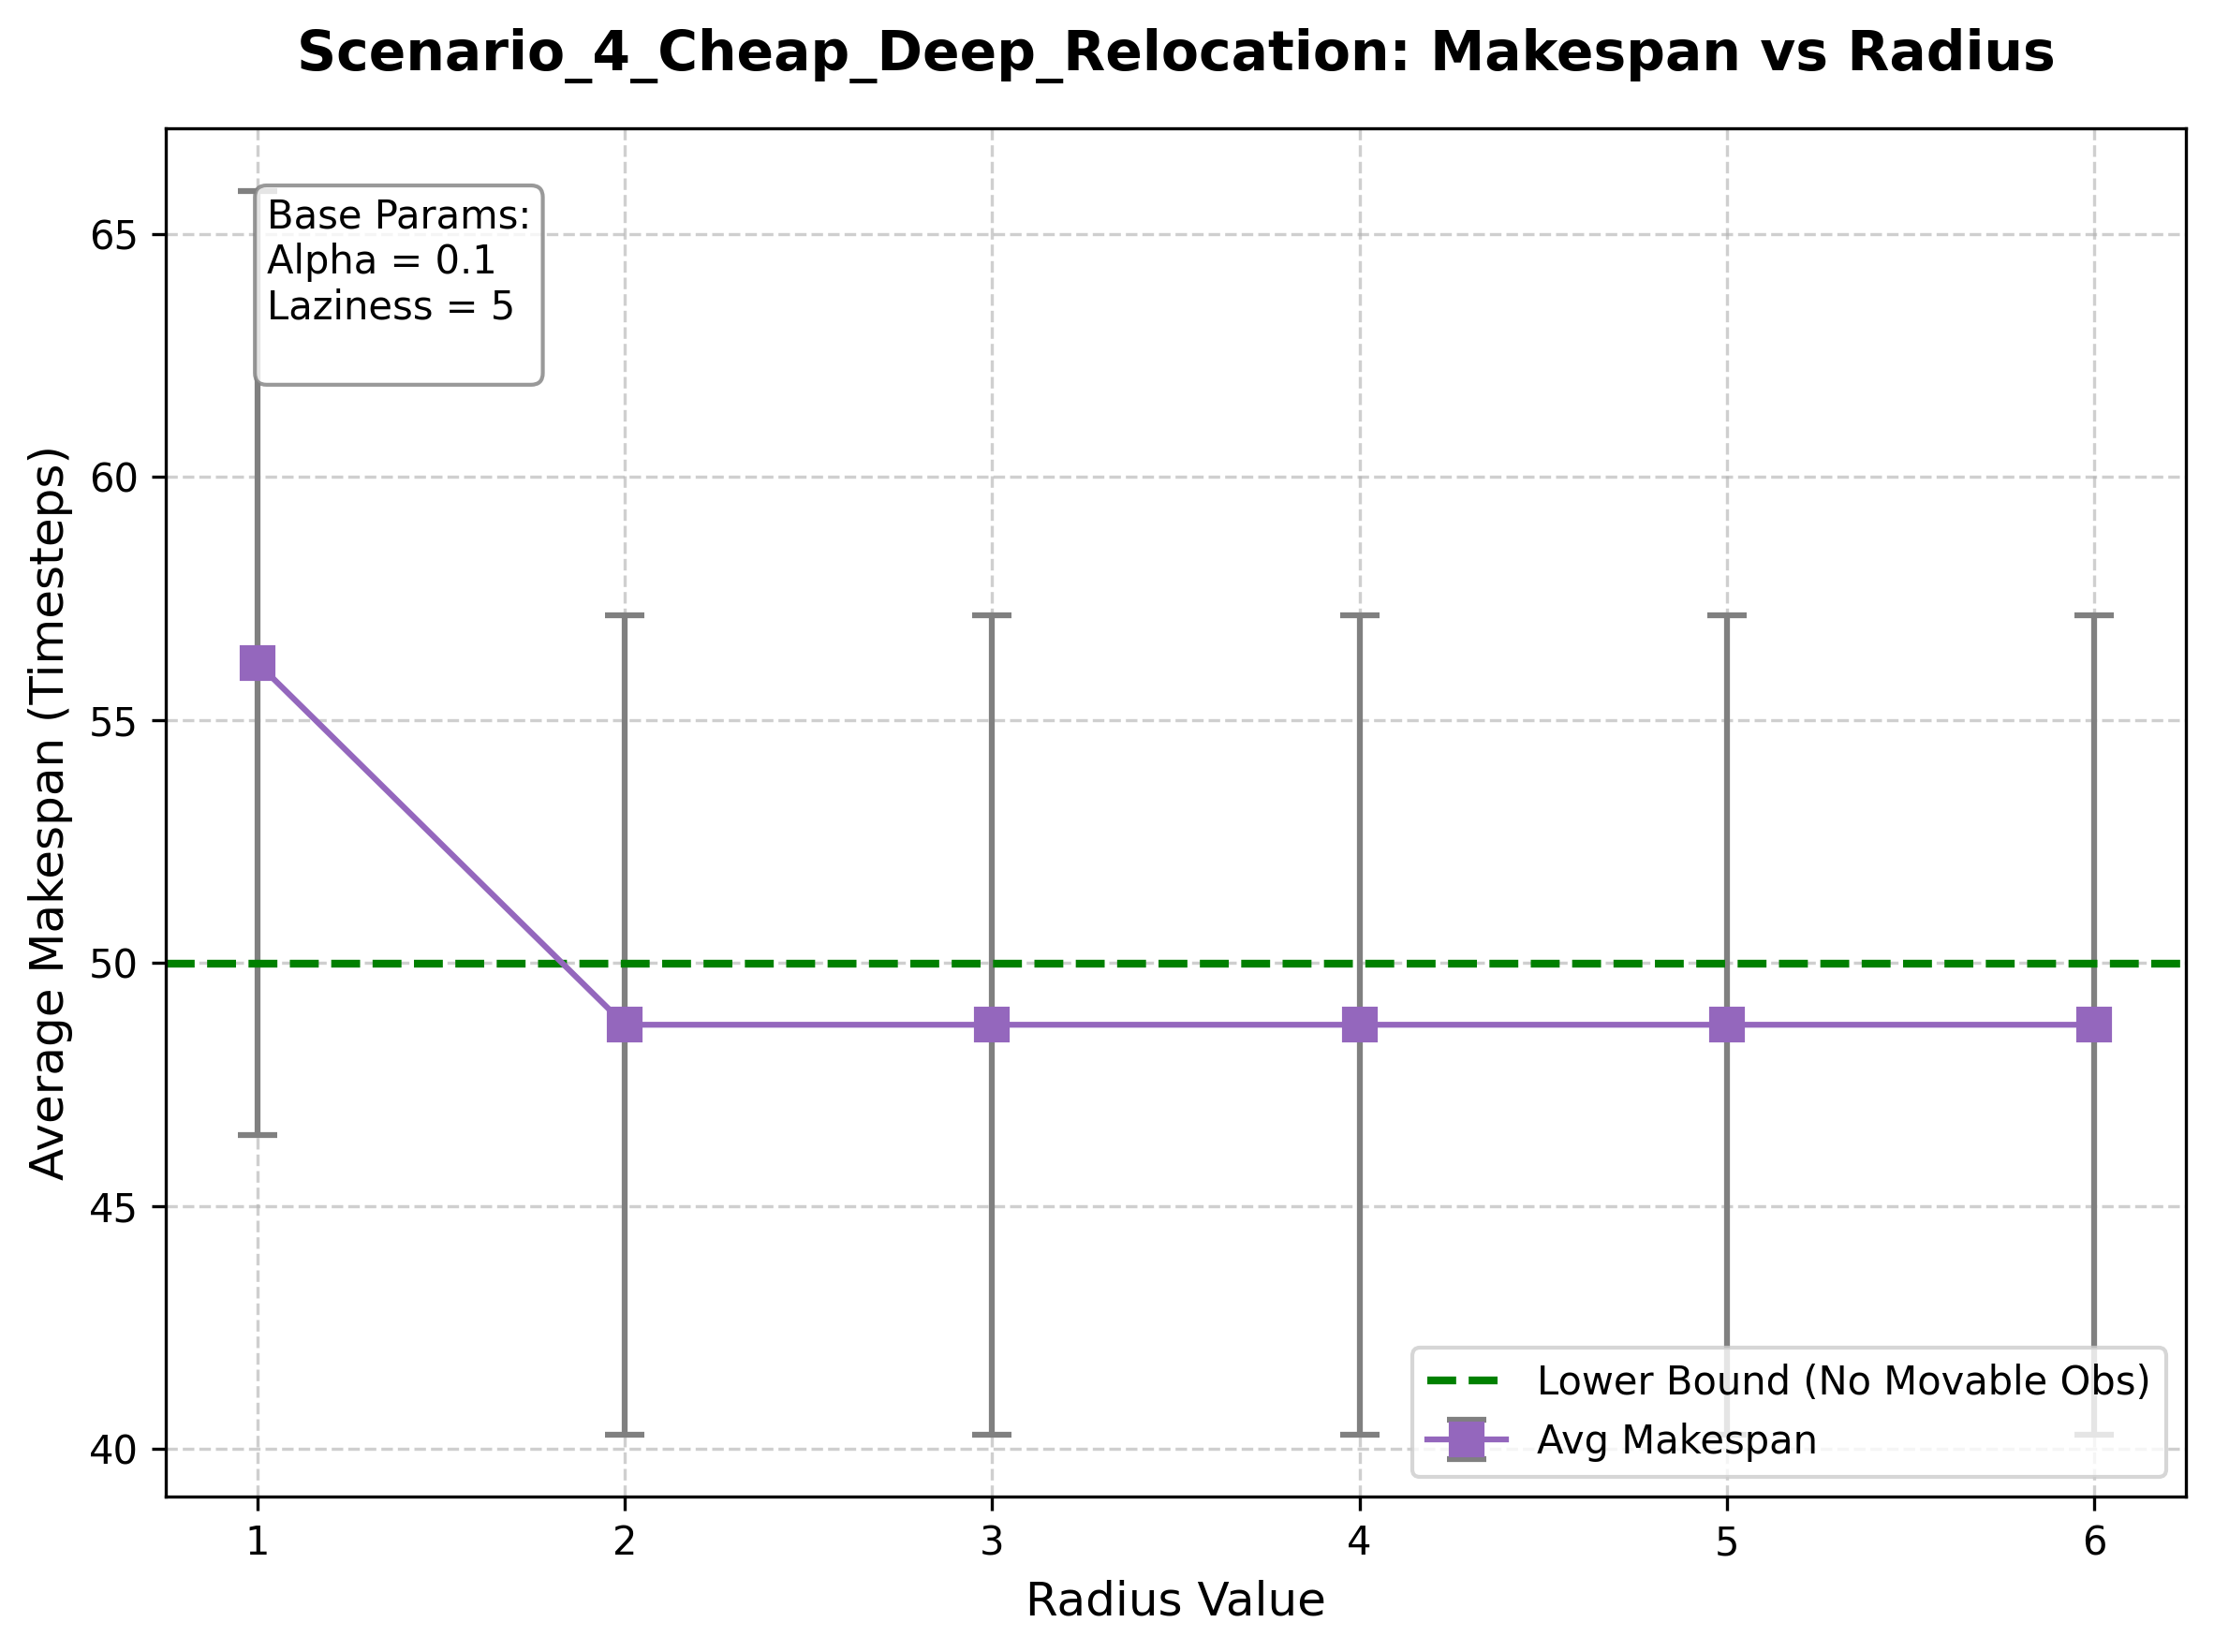 Scenario_4_Cheap_Deep_Relocation: Makespan vs Radius
Average Makespan (Timesteps)
65
60
55
50
45
40
Base Params:
Alpha = 0.1
Laziness = 5
Lower Bound (No Movable Obs)
Avg Makespan
1
2
3
4
5
6
Radius Value